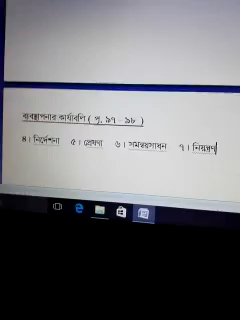 ব্যবস্থাপনার কার্যাবলি ( পৃ. ৯৭ - ৯৮ )
৪। নির্দেশনা ৫। প্রেষণা ৬। সমন্বয়সাধন ৭। নিয়ন্ত্রণ